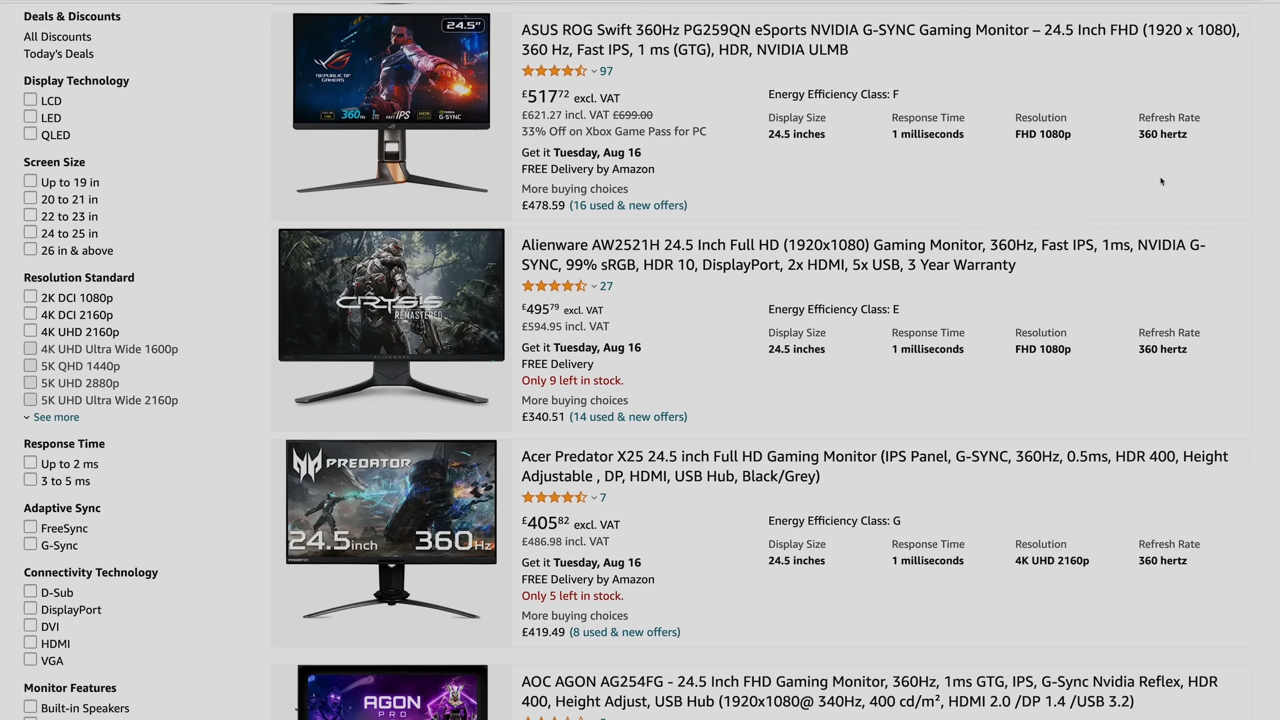 Deals & Discounts
All Discounts
Today's Deals
Display Technology
LCD
LED
QLED
Screen Size
Up to 19 in
20 to 21 in
22 to 23 in
24 to 25 in
26 in & above
Resolution Standard
2K DCI 1080p
4K DCI 2160p
4K UHD 2160p
4K UHD Ultra Wide 1600p
5K QHD 1440p
5K UHD 2880p
5K UHD Ultra Wide 2160p
See more
Response Time
Up to 2 ms
3 to 5 ms
Adaptive Sync
FreeSync
G-Sync
Connectivity Technology
D-Sub
DisplayPort
DVI
HDMI
VGA
Monitor Features
Built-in Speakers
24.5"
REPUBLIC OF
GAMERS
360Hz 1ms FAST IPS HDR G-SYNC
ASUS ROG Swift 360Hz PG259QN eSports NVIDIA G-SYNC Gaming Monitor – 24.5 Inch FHD (1920 x 1080),
360 Hz, Fast IPS, 1 ms (GTG), HDR, NVIDIA ULMB
97
£517.72 excl. VAT
£621.27 incl. VAT £699.00
33% Off on Xbox Game Pass for PC
Get it Tuesday, Aug 16
FREE Delivery by Amazon
More buying choices
£478.59 (16 used & new offers)
Energy Efficiency Class: F
Display Size Response Time Resolution Refresh Rate
24.5 inches 1 milliseconds FHD 1080p 360 hertz
CRYSIS
REMASTERED
ALIENWARE
Alienware AW2521H 24.5 Inch Full HD (1920x1080) Gaming Monitor, 360Hz, Fast IPS, 1ms, NVIDIA G-
SYNC, 99% sRGB, HDR 10, DisplayPort, 2x HDMI, 5x USB, 3 Year Warranty
27
£495.79 excl. VAT
£594.95 incl. VAT
Get it Tuesday, Aug 16
FREE Delivery
Only 9 left in stock.
More buying choices
£340.51 (14 used & new offers)
Energy Efficiency Class: E
Display Size Response Time Resolution Refresh Rate
24.5 inches 1 milliseconds FHD 1080p 360 hertz
PREDATOR
24.5inch 360Hz
Acer Predator X25 24.5 inch Full HD Gaming Monitor (IPS Panel, G-SYNC, 360Hz, 0.5ms, HDR 400, Height
Adjustable , DP, HDMI, USB Hub, Black/Grey)
7
£405.82 excl. VAT
£486.98 incl. VAT
Get it Tuesday, Aug 16
FREE Delivery by Amazon
Only 5 left in stock.
More buying choices
£419.49 (8 used & new offers)
Energy Efficiency Class: G
Display Size Response Time Resolution Refresh Rate
24.5 inches 1 milliseconds 4K UHD 2160p 360 hertz
AGON
PRO
AOC AGON AG254FG - 24.5 Inch FHD Gaming Monitor, 360Hz, 1ms GTG, IPS, G-Sync Nvidia Reflex, HDR
400, Height Adjust, USB Hub (1920x1080@ 340Hz, 400 cd/m², HDMI 2.0 /DP 1.4 /USB 3.2)